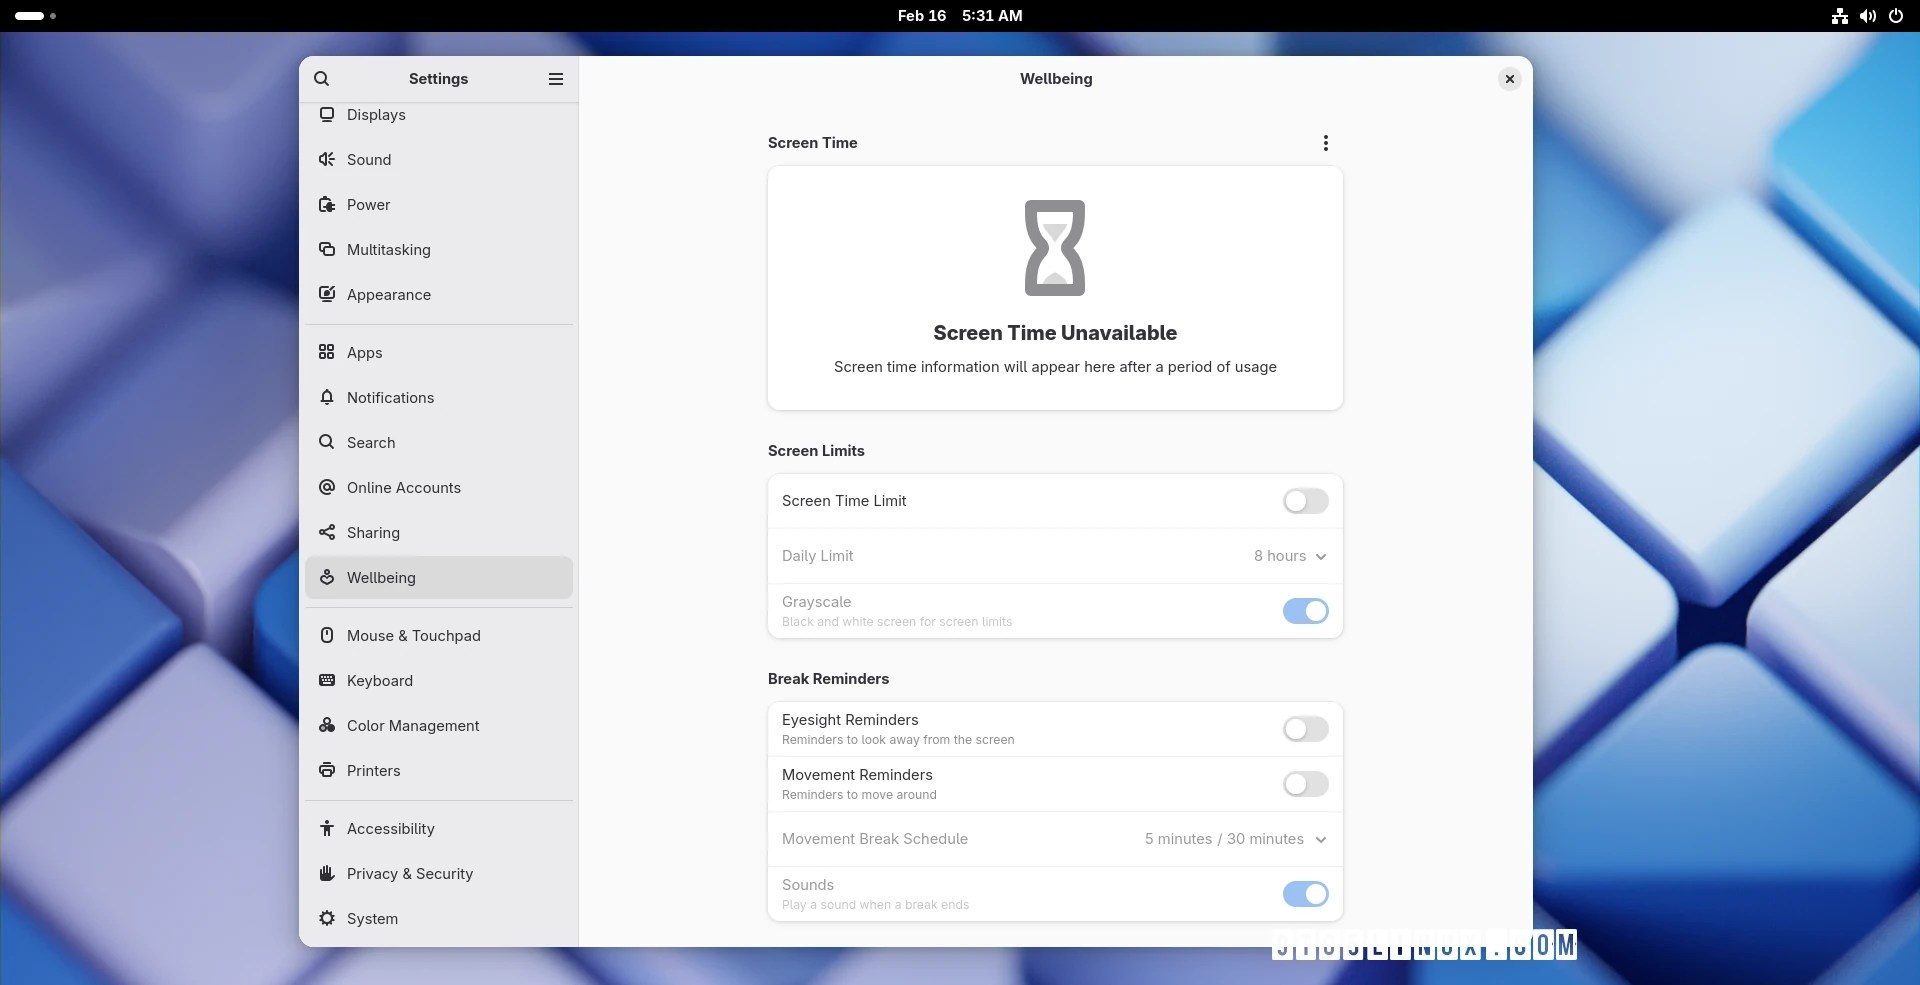 Feb 16 5:31 AM
Settings
Displays
Sound
Power
Multitasking
Appearance
Apps
Notifications
Search
Online Accounts
Sharing
Wellbeing
Mouse & Touchpad
Keyboard
Color Management
Printers
Accessibility
Privacy & Security
System
Wellbeing
Screen Time
Screen Time Unavailable
Screen time information will appear here after a period of usage
Screen Limits
Screen Time Limit
Daily Limit 8 hours
Grayscale
Black and white screen for screen limits
Break Reminders
Eyesight Reminders
Reminders to look away from the screen
Movement Reminders
Reminders to move around
Movement Break Schedule 5 minutes / 30 minutes
Sounds
Play a sound when a break ends